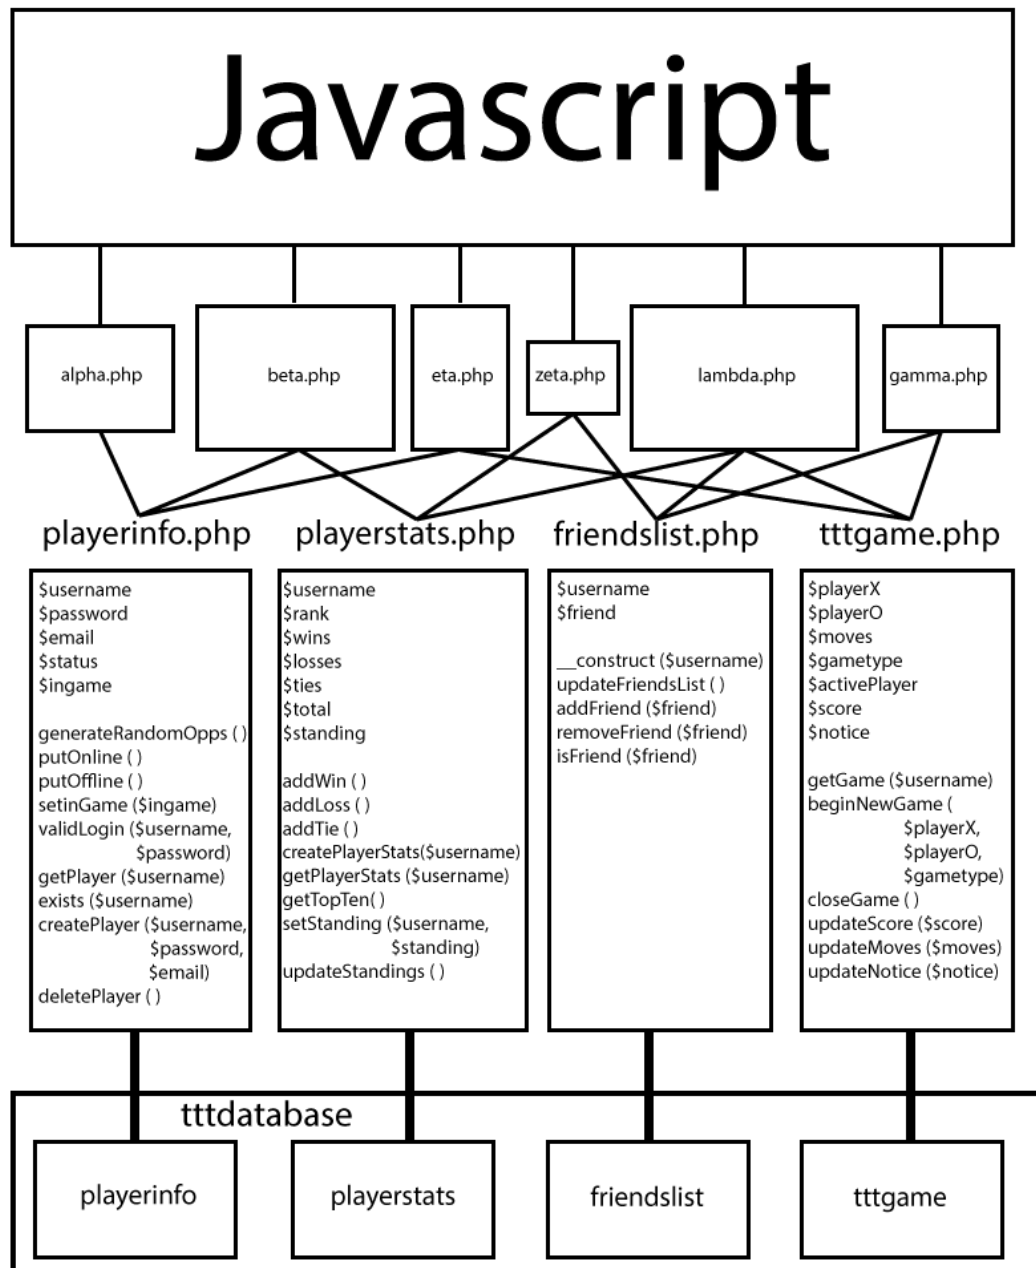 Javascript
alpha.php
beta.php
eta.php
zeta.php
lambda.php
gamma.php
playerinfo.php
playerstats.php
friendslist.php
tttgame.php
$username
$password
$email
$status
$ingame
generateRandomOpps ( )
putOnline ( )
putOffline ( )
setinGame ($ingame)
validLogin ($username,
$password)
getPlayer ($username)
exists ($username)
createPlayer ($username,
$password,
$email)
deletePlayer ( )
$username
$rank
$wins
$losses
$ties
$total
$standing
addWin ( )
addLoss ( )
addTie ( )
createPlayerStats($username)
getPlayerStats ($username)
getTopTen( )
setStanding ($username,
$standing)
updateStandings ( )
$username
$friend
__construct ($username)
updateFriendsList ( )
addFriend ($friend)
removeFriend ($friend)
isFriend ($friend)
$playerX
$playerO
$moves
$gametype
$activePlayer
$score
$notice
getGame ($username)
beginNewGame (
$playerX,
$playerO,
$gametype)
closeGame ( )
updateScore ($score)
updateMoves ($moves)
updateNotice ($notice)
tttdatabase
playerinfo
playerstats
friendslist
tttgame